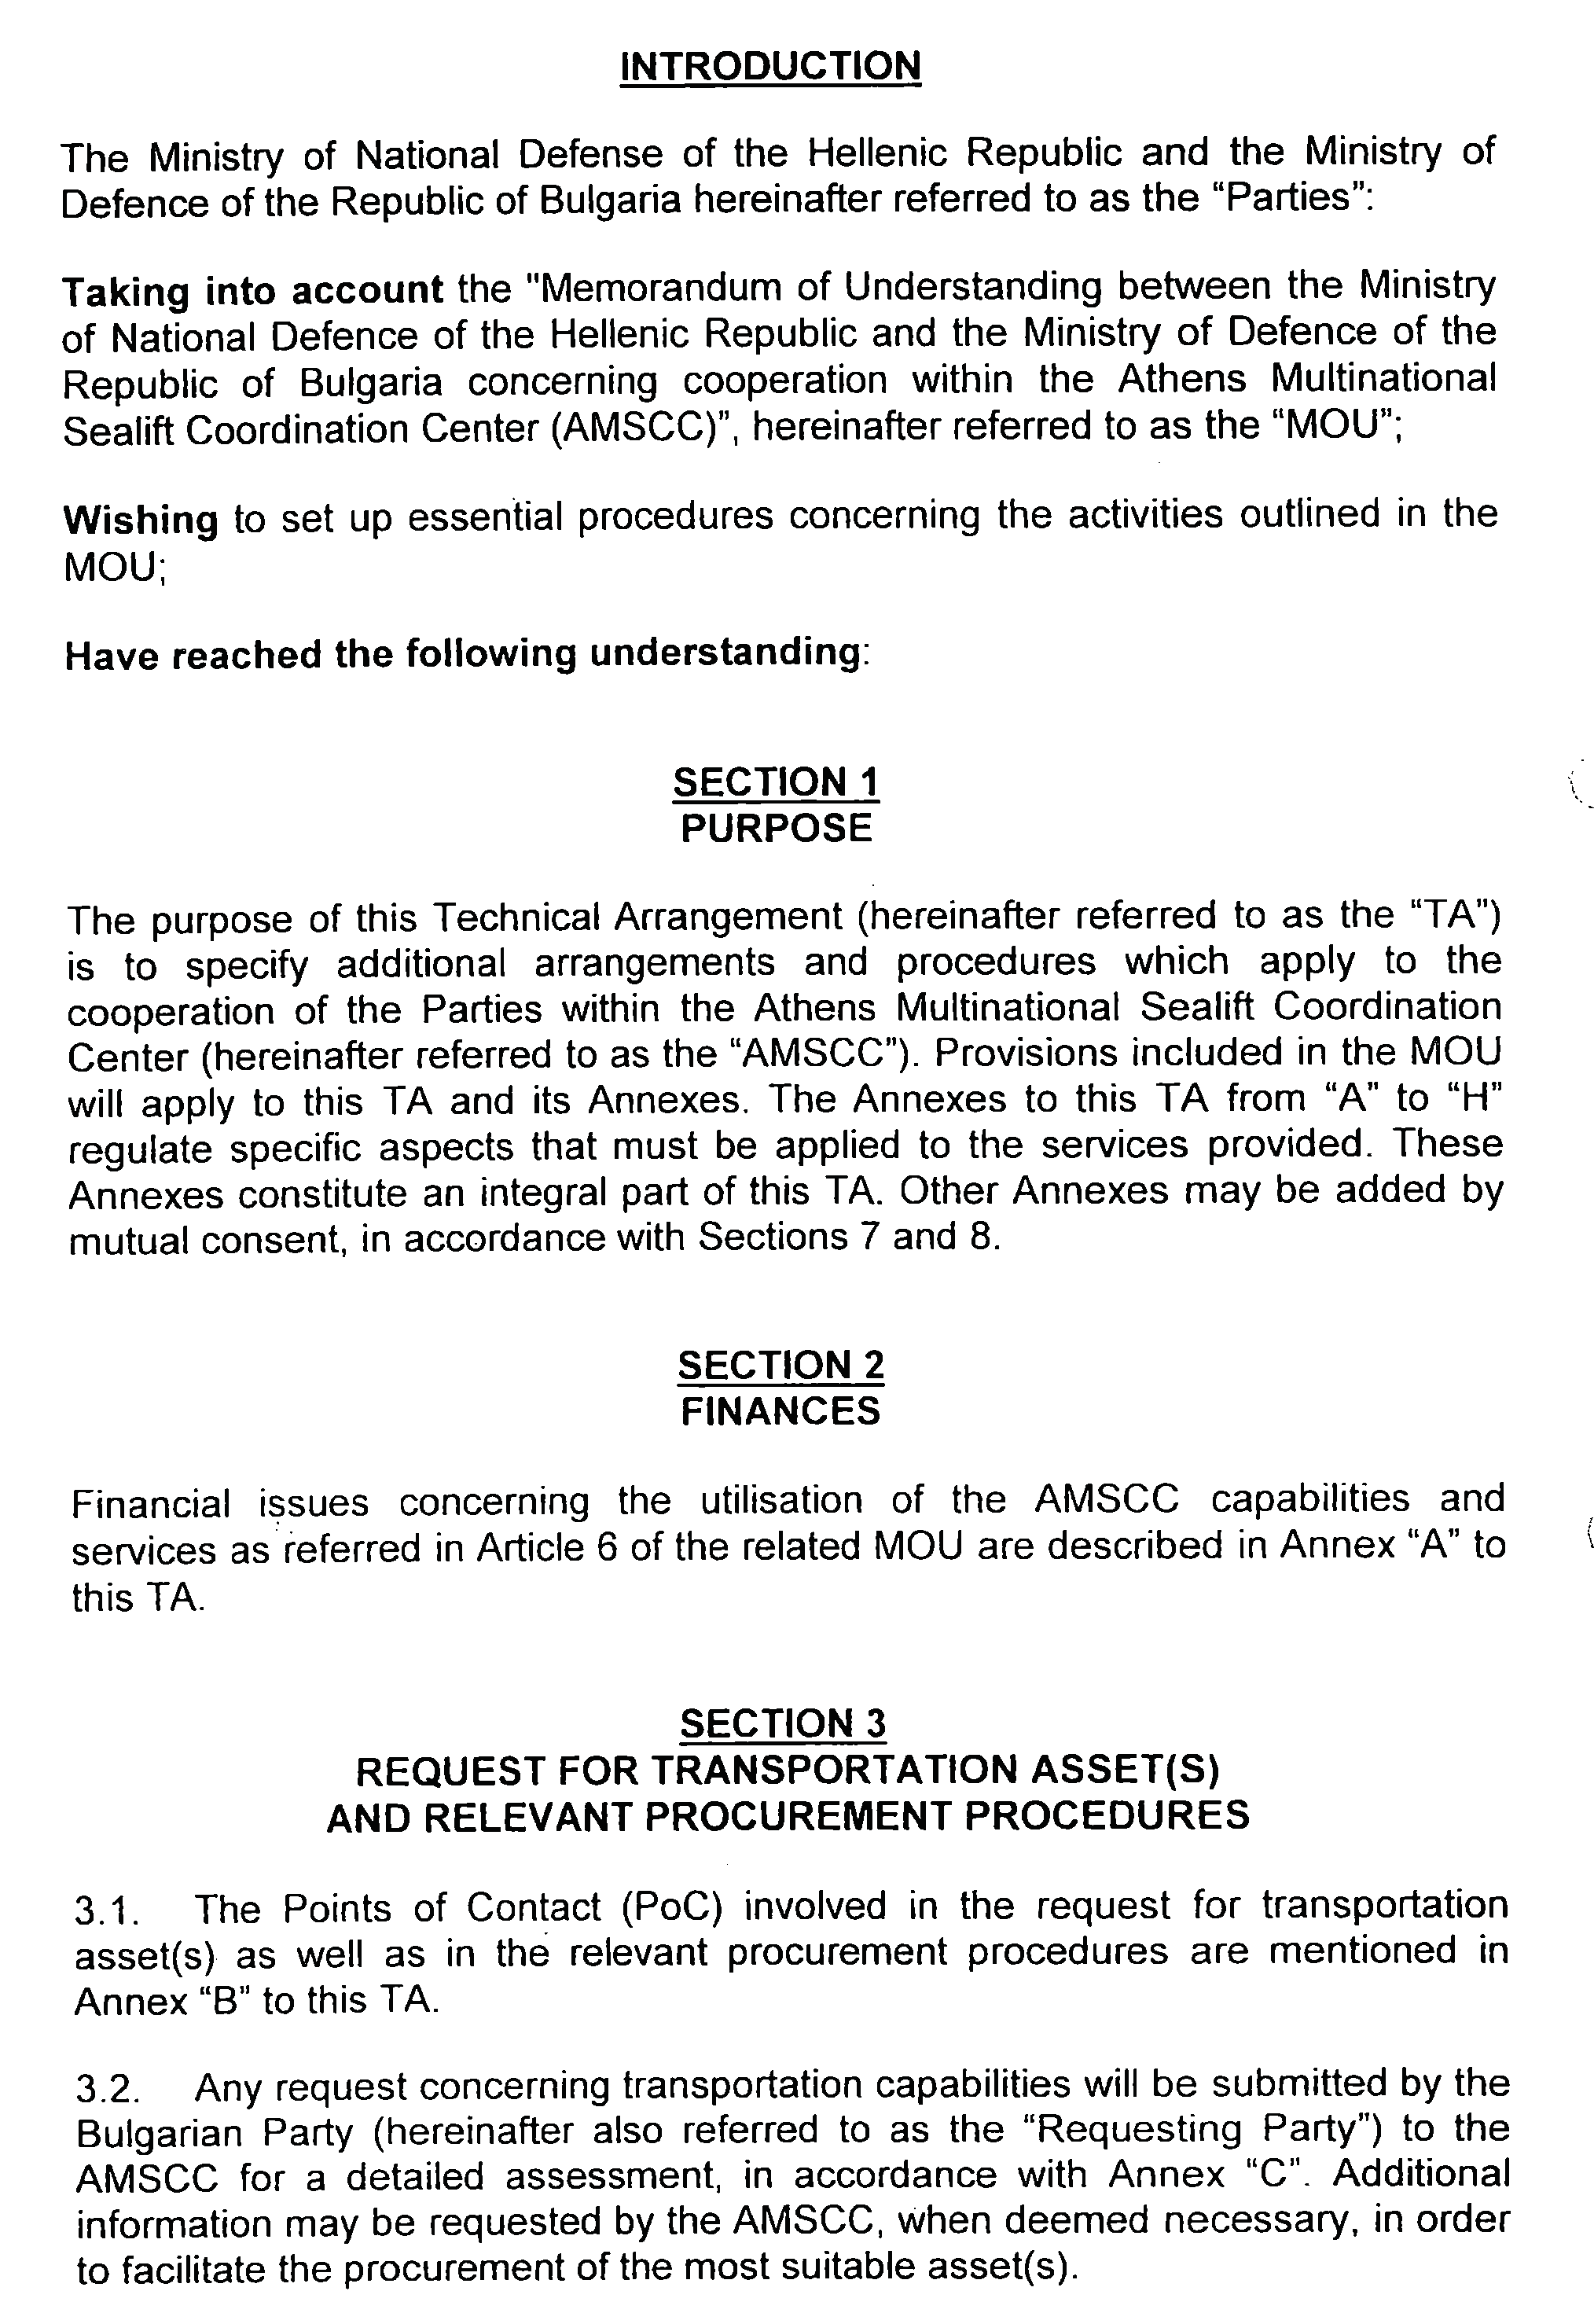 INTRODUCTION
The Ministry of National Defense of the Hellenic Republic and the Ministry of
Defence of the Republic of Bulgaria hereinafter referred to as the “Parties”:
Taking into account the "Memorandum of Understanding between the Ministry
of National Defence of the Hellenic Republic and the Ministry of Defence of the
Republic of Bulgaria concerning cooperation within the Athens Multinational
Sealift Coordination Center (AMSCC)”, hereinafter referred to as the “MOU”;
Wishing to set up essential procedures concerning the activities outlined in the
MOU;
Have reached the following understanding:
SECTION 1
PURPOSE
The purpose of this Technical Arrangement (hereinafter referred to as the “TA”)
is to specify additional arrangements and procedures which apply to the
cooperation of the Parties within the Athens Multinational Sealift Coordination
Center (hereinafter referred to as the “AMSCC”). Provisions included in the MOU
will apply to this TA and its Annexes. The Annexes to this TA from “A” to “H”
regulate specific aspects that must be applied to the services provided. These
Annexes constitute an integral part of this TA. Other Annexes may be added by
mutual consent, in accordance with Sections 7 and 8.
SECTION 2
FINANCES
Financial issues concerning the utilisation of the AMSCC capabilities and
services as referred in Article 6 of the related MOU are described in Annex “A” to
this TA.
SECTION 3
REQUEST FOR TRANSPORTATION ASSET(S)
AND RELEVANT PROCUREMENT PROCEDURES
3.1. The Points of Contact (PoC) involved in the request for transportation
asset(s) as well as in the relevant procurement procedures are mentioned in
Annex “B” to this TA.
3.2. Any request concerning transportation capabilities will be submitted by the
Bulgarian Party (hereinafter also referred to as the “Requesting Party”) to the
AMSCC for a detailed assessment, in accordance with Annex “C”. Additional
information may be requested by the AMSCC, when deemed necessary, in order
to facilitate the procurement of the most suitable asset(s).